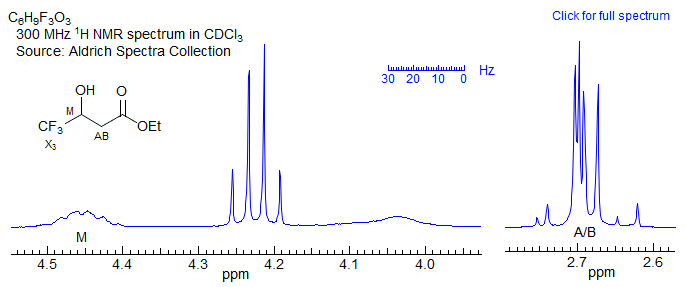 C₆H₉F₃O₃
300 MHz ¹H NMR spectrum in CDCl₃
Source: Aldrich Spectra Collection
Click for full spectrum
30 20 10 0 Hz
OH O
M
CF₃ OEt
X₃ AB
M A/B
4.5 4.4 4.3 4.2 4.1 4.0 2.7 2.6
ppm ppm